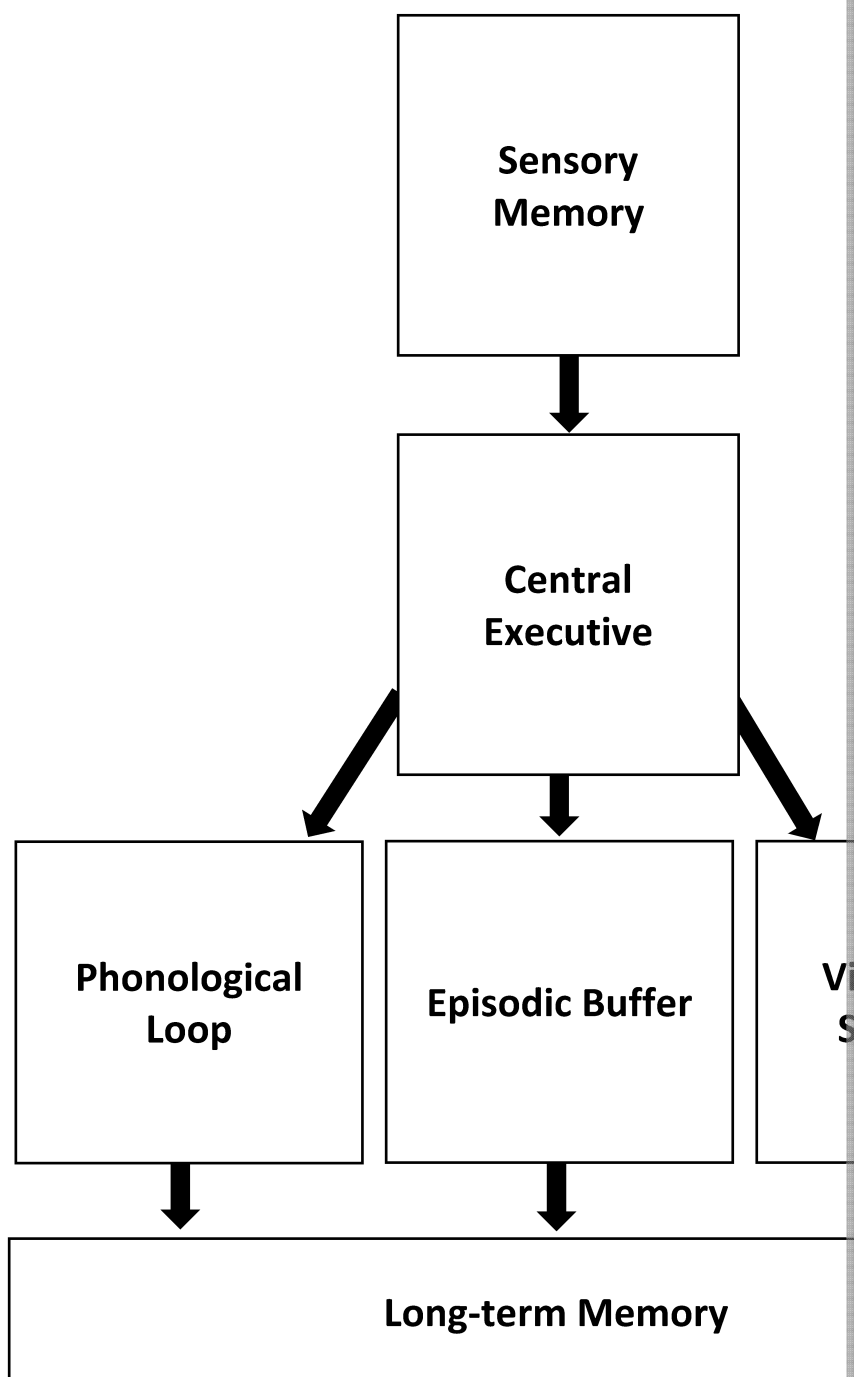 Sensory
Memory
Central
Executive
Phonological
Loop
Episodic Buffer
Long-term Memory